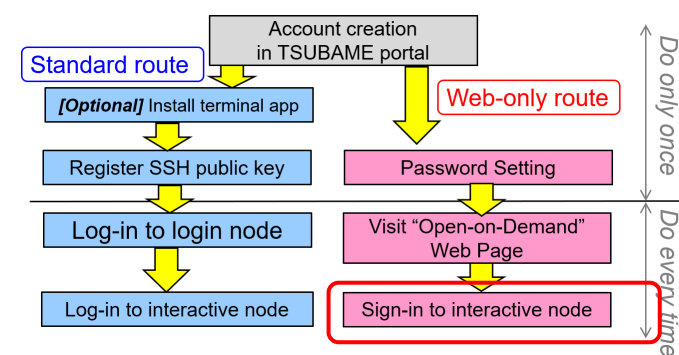 Account creation
in TSUBAME portal
Standard route
Web-only route
[Optional] Install terminal app
Register SSH public key
Password Setting
Do only once
Log-in to login node
Visit “Open-on-Demand”
Web Page
Log-in to interactive node
Sign-in to interactive node
Do every time